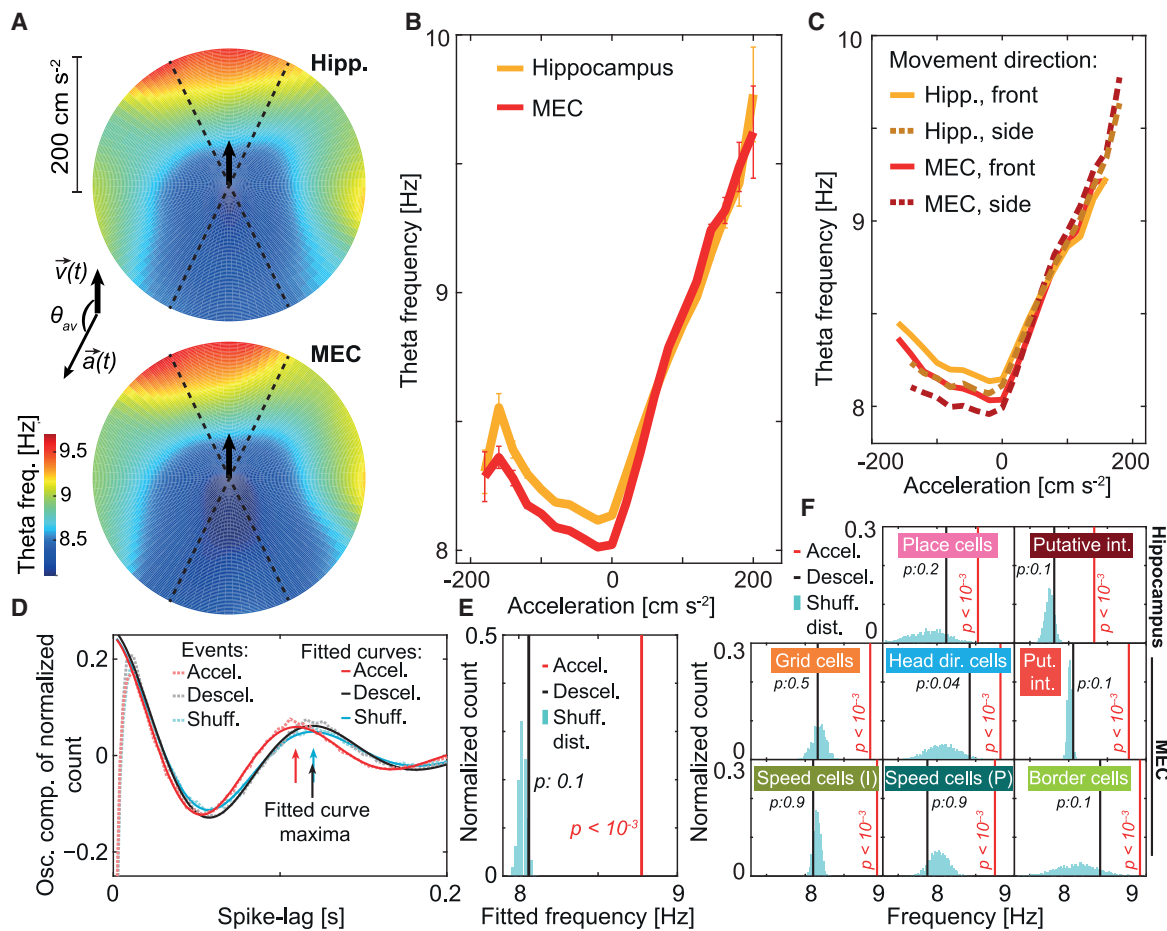 A
200 cm s⁻²
Hipp.
v(t)
θav
a(t)
MEC
Theta freq. [Hz]
9.5
9
8.5
B
10
Hippocampus
MEC
Theta frequency [Hz]
9
8
-200
0
200
Acceleration [cm s⁻²]
C
10
Movement direction:
Hipp., front
Hipp., side
MEC, front
MEC, side
Theta frequency [Hz]
9
8
-200
0
200
Acceleration [cm s⁻²]
D
Osc. comp. of normalized
count
0.2
0
−0.2
Events:
Accel.
Descel.
Shuff.
Fitted curves:
Accel.
Descel.
Shuff.
Fitted curve
maxima
0
0.2
Spike-lag [s]
E
Normalized count
0.5
0
Accel.
Descel.
Shuff.
dist.
p: 0.1
p < 10⁻³
8
9
Fitted frequency [Hz]
F
Accel.
Descel.
Shuff.
dist.
0.3
0
Place cells
p:0.2
p < 10⁻³
Putative int.
p:0.1
p < 10⁻³
Hippocampus
Normalized count
0.3
0
Grid cells
p:0.5
p < 10⁻³
Head dir. cells
p:0.04
p < 10⁻³
Put.
int.
p:0.1
p < 10⁻³
MEC
0.3
0
Speed cells (I)
p:0.9
p < 10⁻³
Speed cells (P)
p:0.9
p < 10⁻³
Border cells
p:0.1
p < 10⁻³
8
9
8
9
8
9
Frequency [Hz]